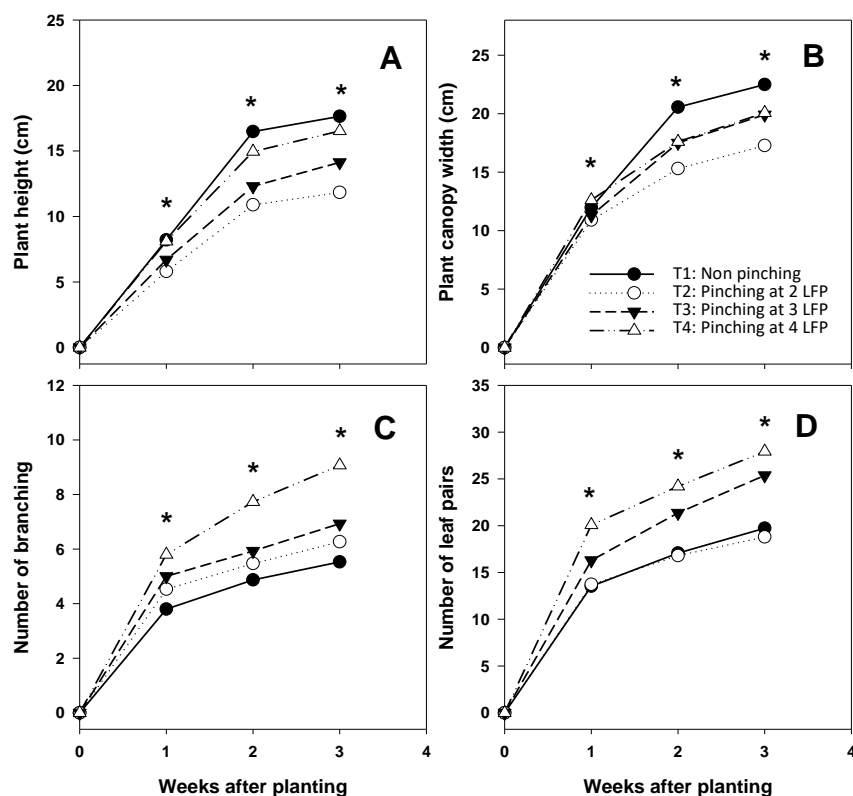 A
*
*
*
Plant height (cm)
25
20
15
10
5
0
B
*
*
*
Plant canopy width (cm)
25
20
15
10
5
0
T1: Non pinching
T2: Pinching at 2 LFP
T3: Pinching at 3 LFP
T4: Pinching at 4 LFP
C
*
*
*
Number of branching
12
10
8
6
4
2
0
0 1 2 3 4
Weeks after planting
D
*
*
*
Number of leaf pairs
35
30
25
20
15
10
5
0
0 1 2 3 4
Weeks after planting